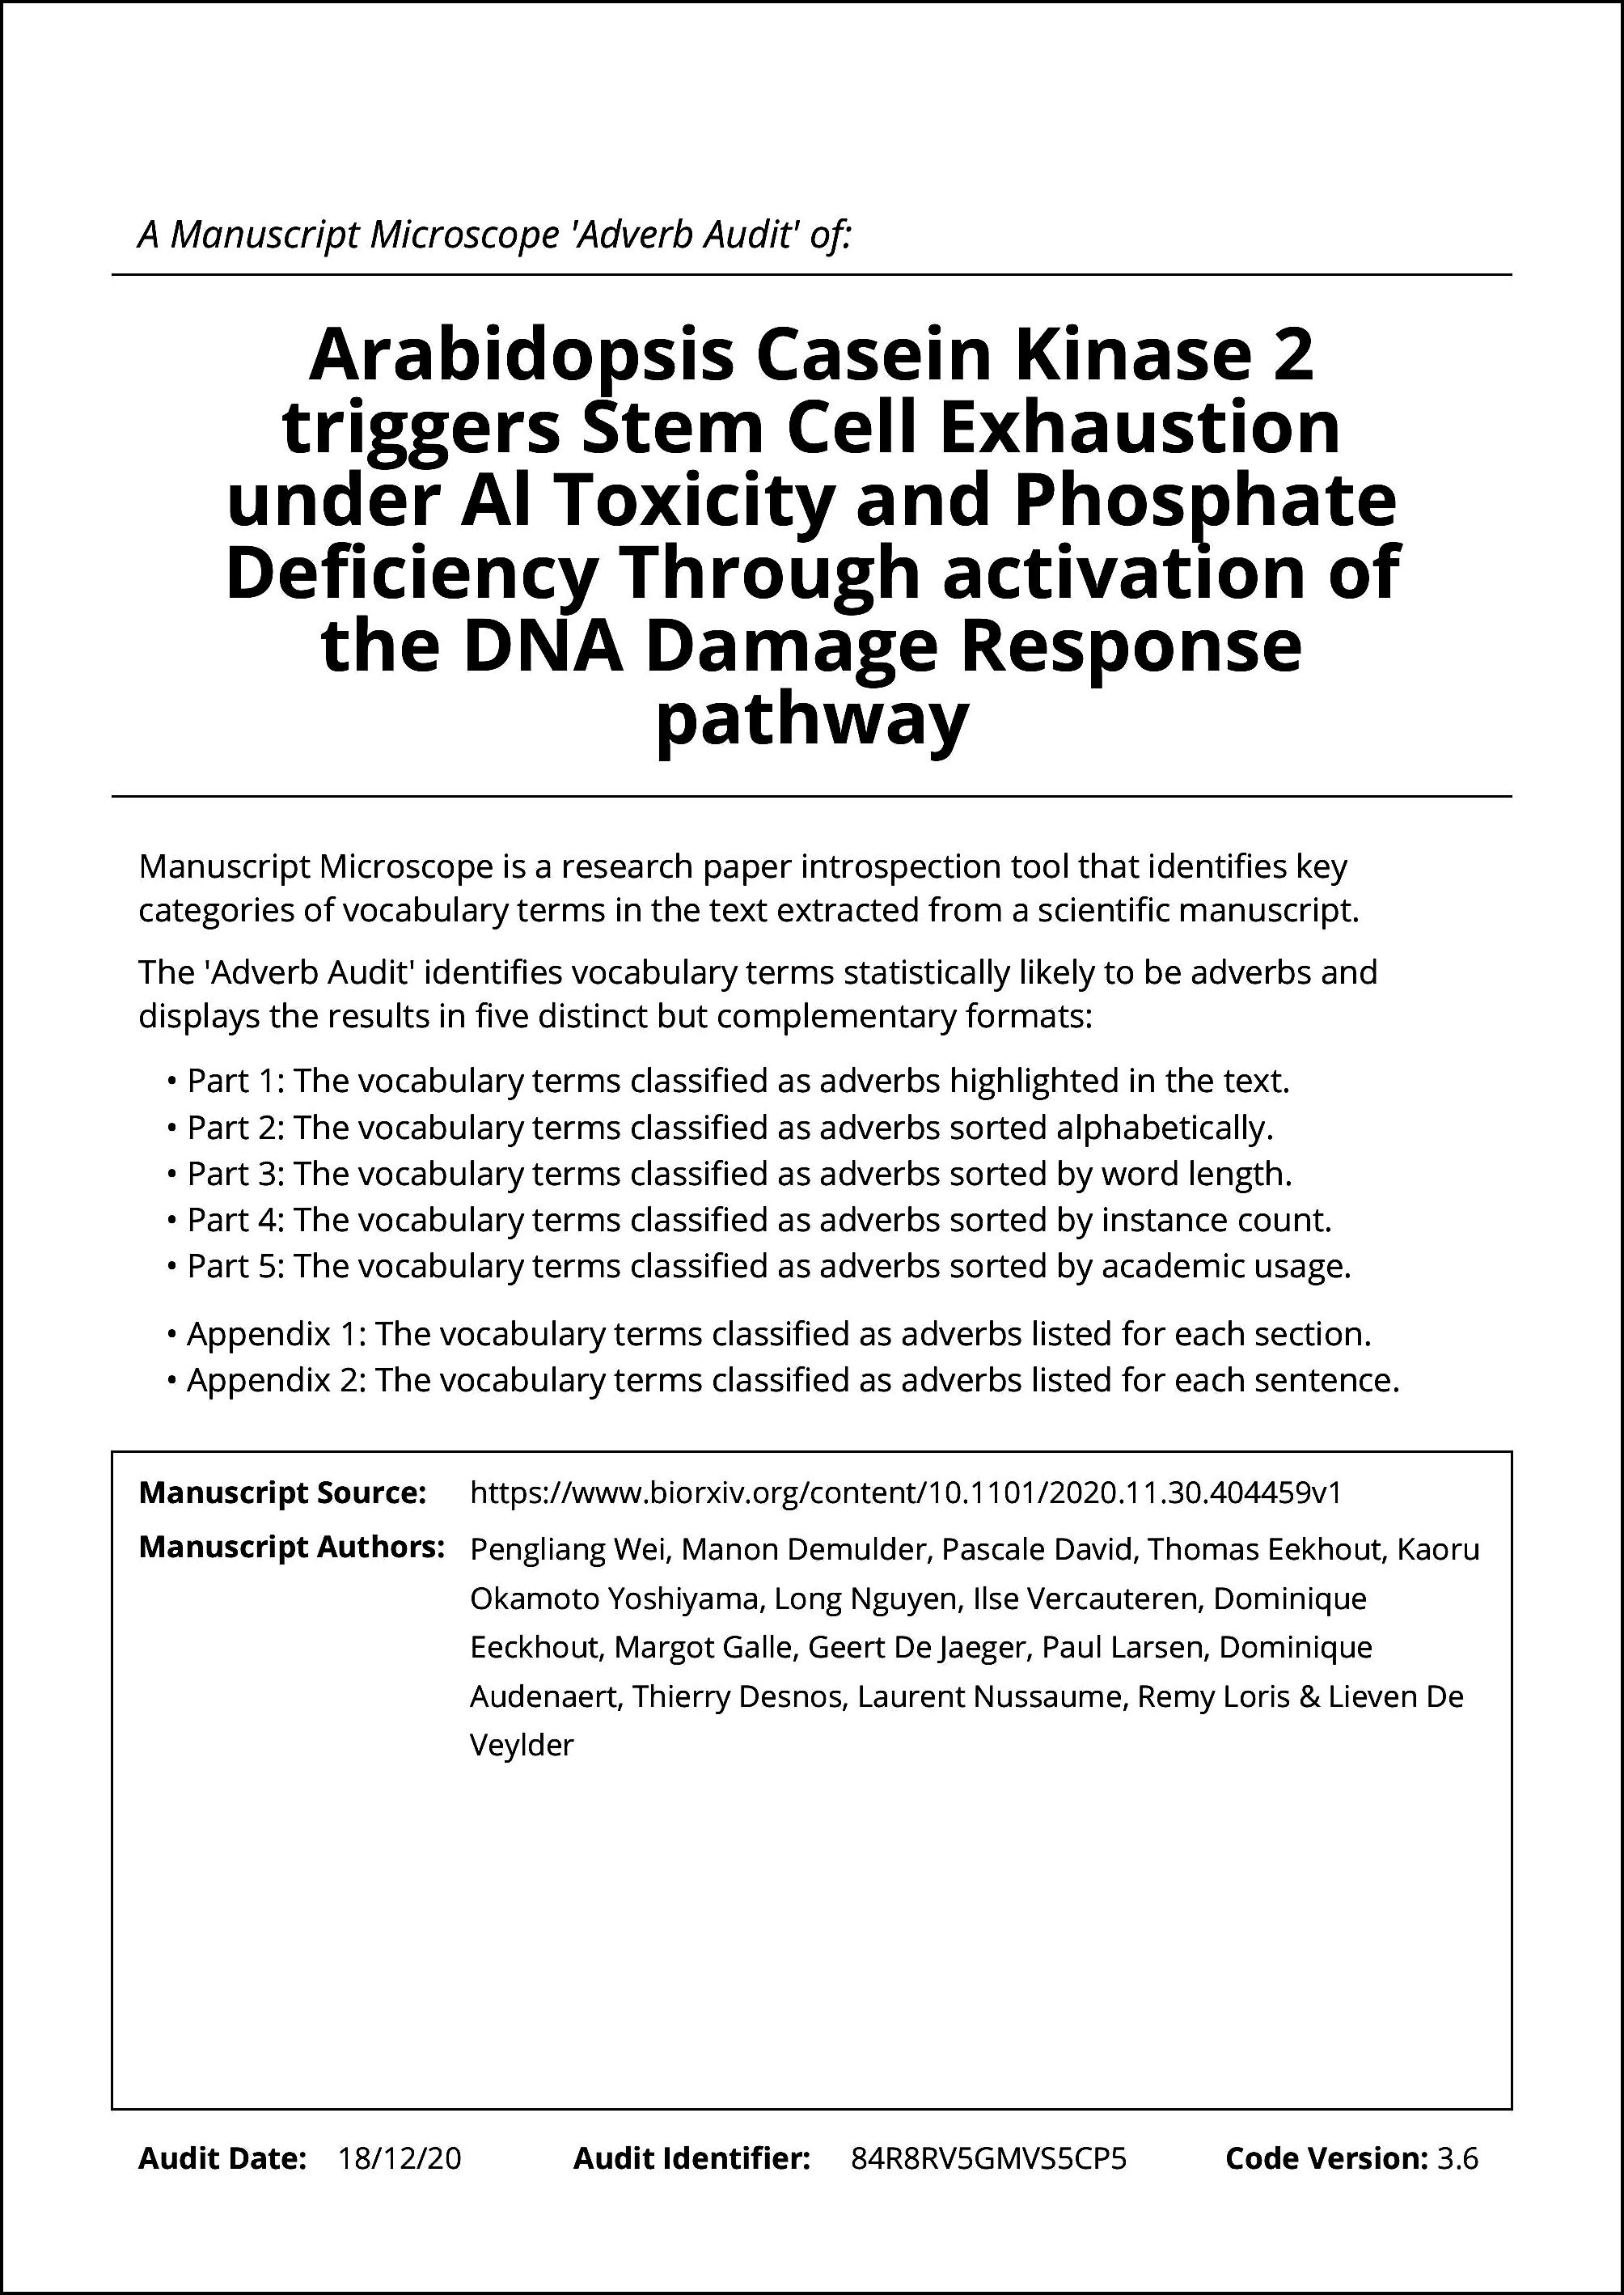 A Manuscript Microscope 'Adverb Audit' of:
Arabidopsis Casein Kinase 2
triggers Stem Cell Exhaustion
under Al Toxicity and Phosphate
Deficiency Through activation of
the DNA Damage Response
pathway
Manuscript Microscope is a research paper introspection tool that identifies key
categories of vocabulary terms in the text extracted from a scientific manuscript.
The 'Adverb Audit' identifies vocabulary terms statistically likely to be adverbs and
displays the results in five distinct but complementary formats:
• Part 1: The vocabulary terms classified as adverbs highlighted in the text.
• Part 2: The vocabulary terms classified as adverbs sorted alphabetically.
• Part 3: The vocabulary terms classified as adverbs sorted by word length.
• Part 4: The vocabulary terms classified as adverbs sorted by instance count.
• Part 5: The vocabulary terms classified as adverbs sorted by academic usage.
• Appendix 1: The vocabulary terms classified as adverbs listed for each section.
• Appendix 2: The vocabulary terms classified as adverbs listed for each sentence.
Manuscript Source: https://www.biorxiv.org/content/10.1101/2020.11.30.404459v1
Manuscript Authors: Pengliang Wei, Manon Demulder, Pascale David, Thomas Eekhout, Kaoru
Okamoto Yoshiyama, Long Nguyen, Ilse Vercauteren, Dominique
Eeckhout, Margot Galle, Geert De Jaeger, Paul Larsen, Dominique
Audenaert, Thierry Desnos, Laurent Nussaume, Remy Loris & Lieven De
Veylder
Audit Date: 18/12/20 Audit Identifier: 84R8RV5GMVS5CP5 Code Version: 3.6